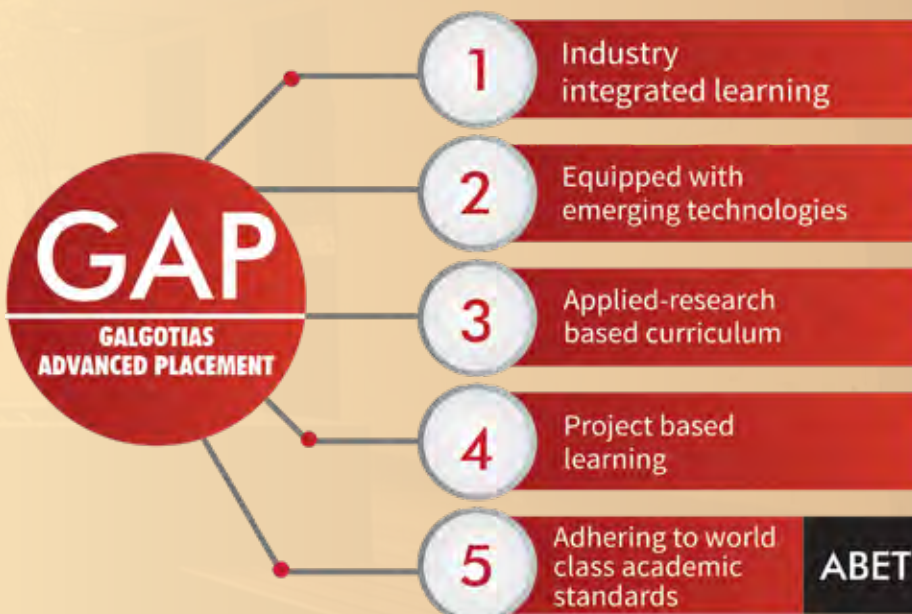 GAP
GALGOTIAS
ADVANCED PLACEMENT
1
Industry
integrated learning
2
Equipped with
emerging technologies
3
Applied-research
based curriculum
4
Project based
learning
5
Adhering to world
class academic
standards
ABET